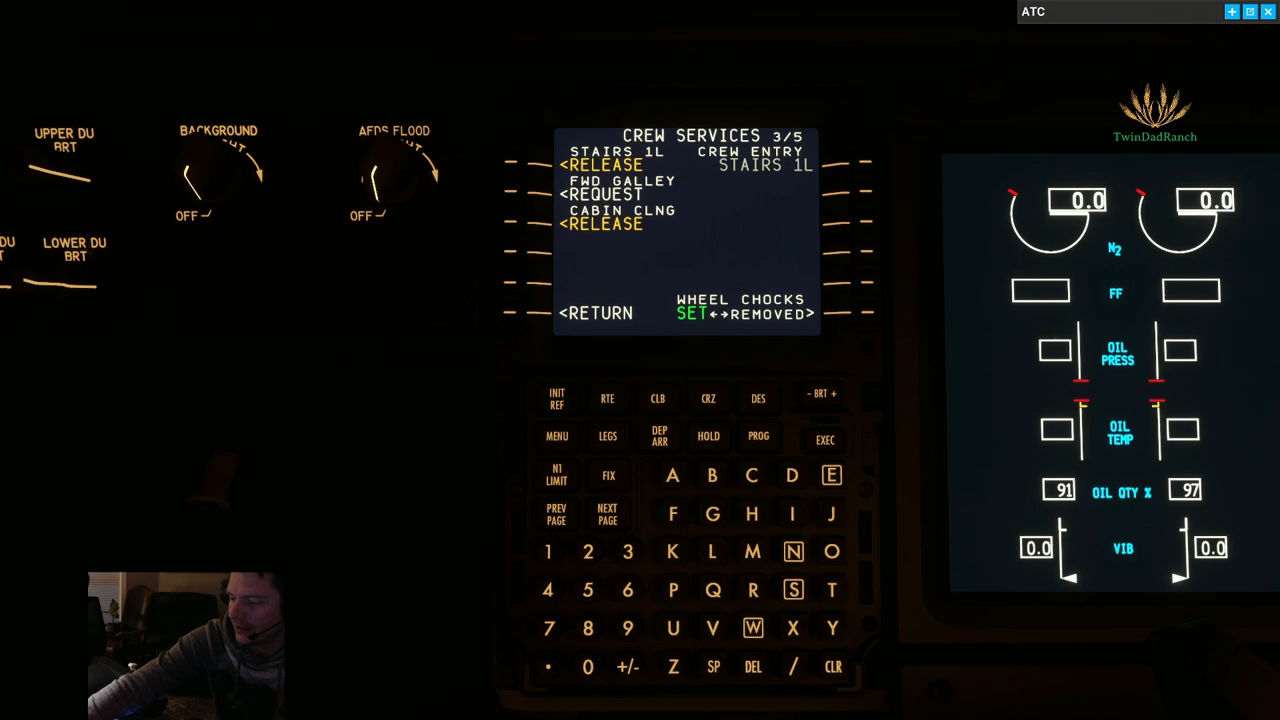 ATC
TwinDadRanch
UPPER DU
BRT
BACKGROUND
AFDS FLOOD
OFF
OFF
DU
LOWER DU
BRT
CREW SERVICES 3/5
STAIRS 1L CREW ENTRY
<RELEASE STAIRS 1L
FWD GALLEY
<REQUEST
CABIN CLNG
<RELEASE
WHEEL CHOCKS
<RETURN SET↔REMOVED>
INIT REF
RTE
CLB
CRZ
DES
- BRT +
MENU
LEGS
DEP ARR
HOLD
PROG
EXEC
N1 LIMIT
FIX
A B C D E
PREV PAGE
NEXT PAGE
F G H I J
1 2 3 K L M N O
4 5 6 P Q R S T
7 8 9 U V W X Y
. 0 +/- Z SP DEL / CLR
0.0 0.0
N2
FF
OIL
PRESS
OIL
TEMP
91 OIL QTY % 97
0.0 VIB 0.0